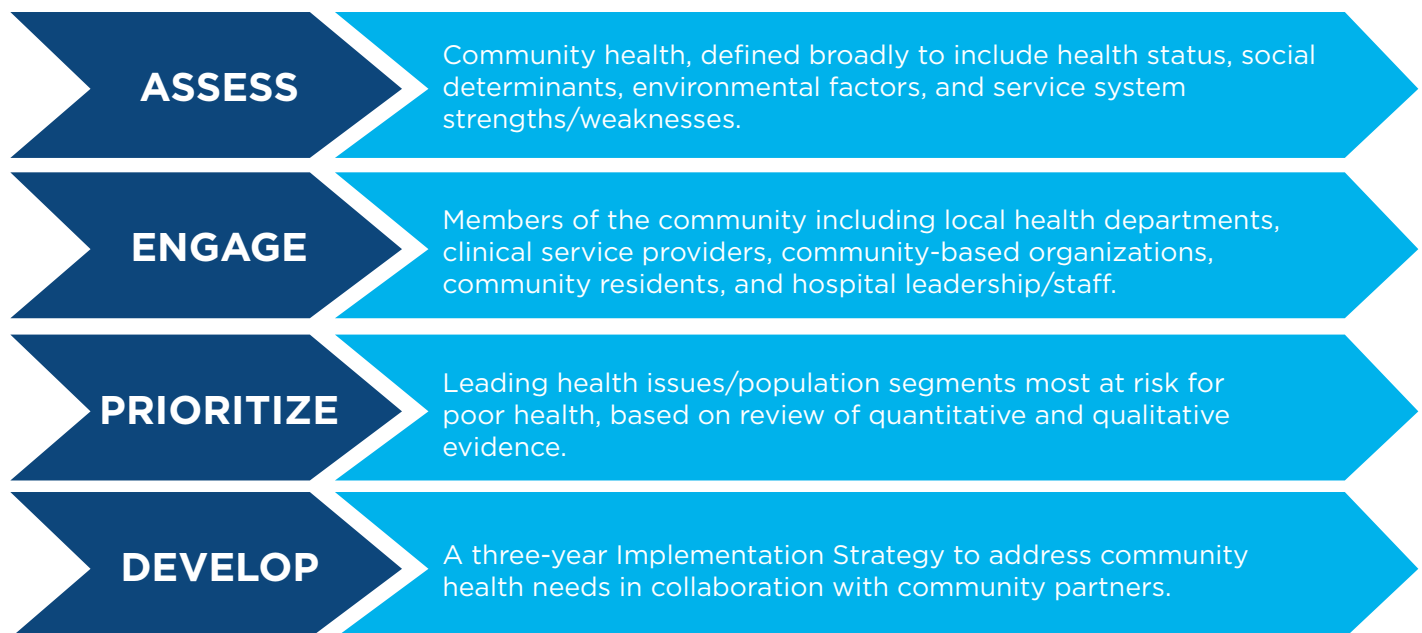 ASSESS
Community health, defined broadly to include health status, social
determinants, environmental factors, and service system
strengths/weaknesses.
ENGAGE
Members of the community including local health departments,
clinical service providers, community-based organizations,
community residents, and hospital leadership/staff.
PRIORITIZE
Leading health issues/population segments most at risk for
poor health, based on review of quantitative and qualitative
evidence.
DEVELOP
A three-year Implementation Strategy to address community
health needs in collaboration with community partners.